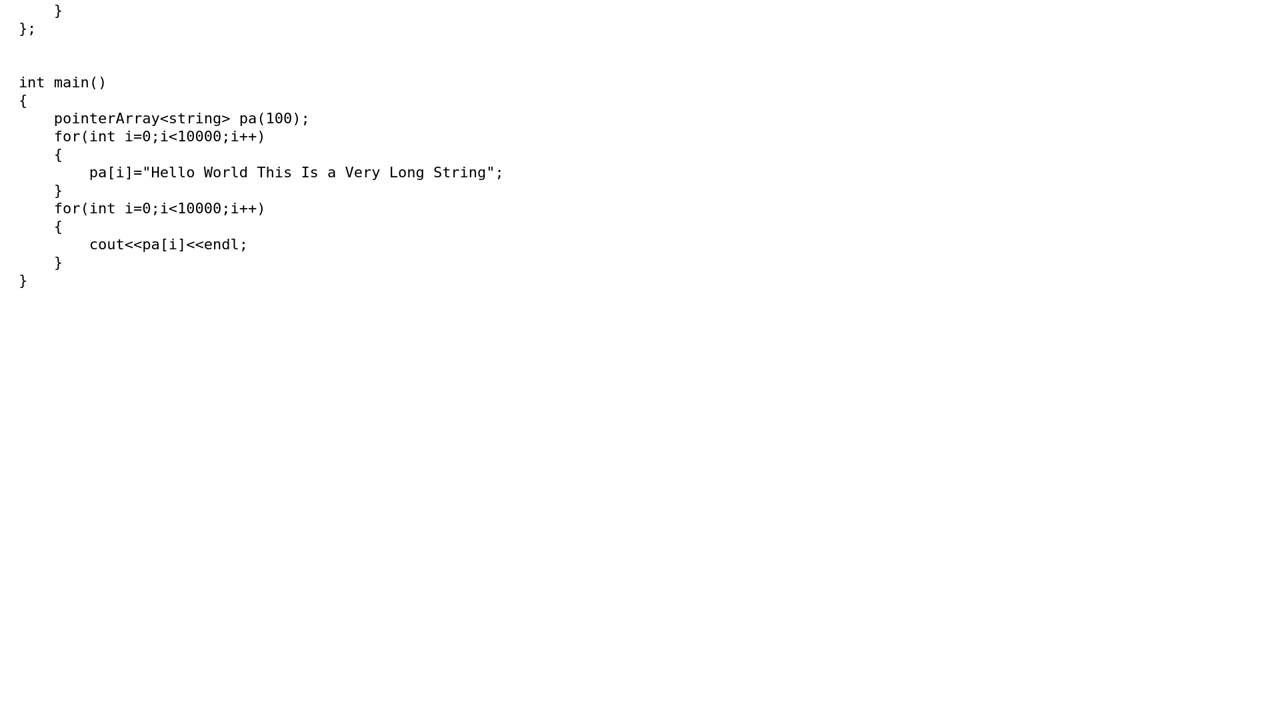 }
};
int main()
{
    pointerArray<string> pa(100);
    for(int i=0;i<10000;i++)
    {
        pa[i]="Hello World This Is a Very Long String";
    }
    for(int i=0;i<10000;i++)
    {
        cout<<pa[i]<<endl;
    }
}